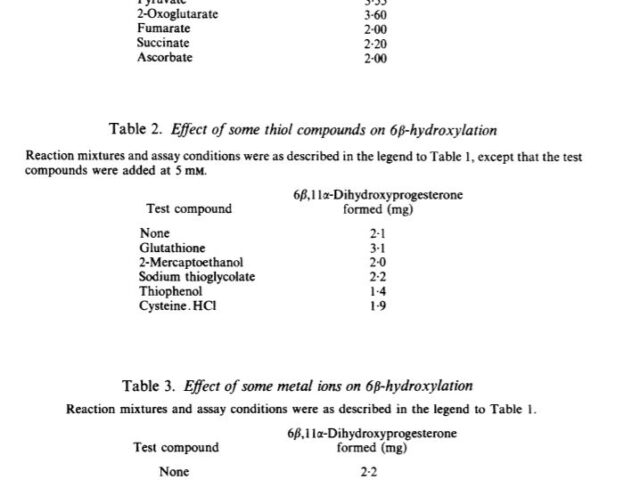 Pyruvate 3·55
2-Oxoglutarate 3·60
Fumarate 2·00
Succinate 2·20
Ascorbate 2·00
Table 2. Effect of some thiol compounds on 6β-hydroxylation
Reaction mixtures and assay conditions were as described in the legend to Table 1, except that the test
compounds were added at 5 mM.
6β,11α-Dihydroxyprogesterone
Test compound formed (mg)
None 2·1
Glutathione 3·1
2-Mercaptoethanol 2·0
Sodium thioglycolate 2·2
Thiophenol 1·4
Cysteine.HCl 1·9
Table 3. Effect of some metal ions on 6β-hydroxylation
Reaction mixtures and assay conditions were as described in the legend to Table 1.
6β,11α-Dihydroxyprogesterone
Test compound formed (mg)
None 2·2